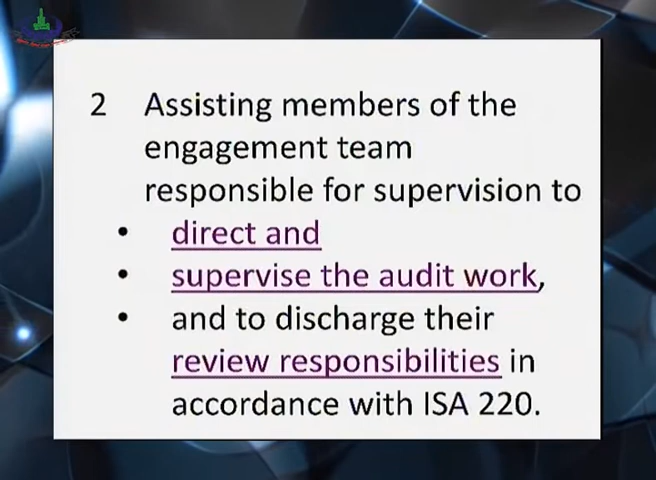 2 Assisting members of the
engagement team
responsible for supervision to
• direct and
• supervise the audit work,
• and to discharge their
review responsibilities in
accordance with ISA 220.